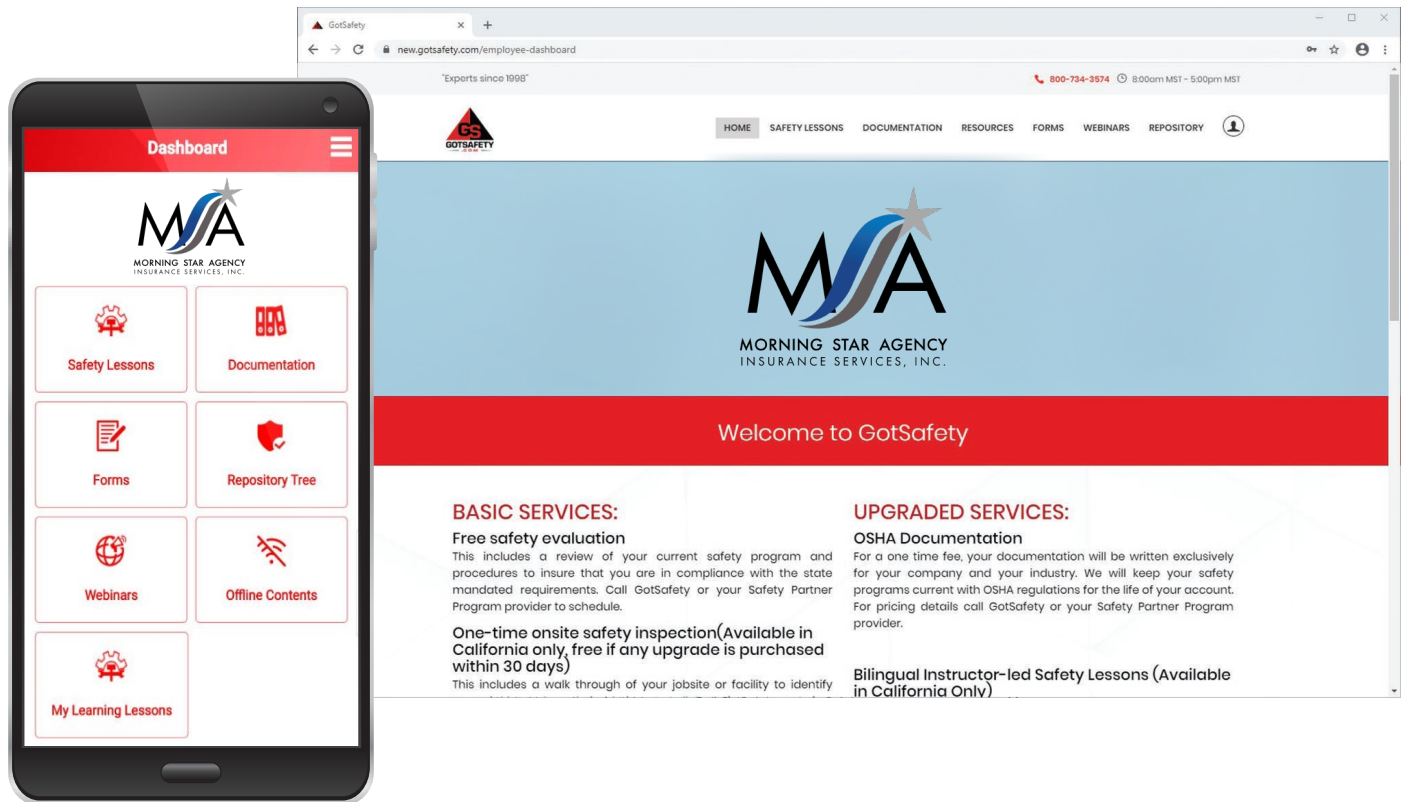 GotSafety
new.gotsafety.com/employee-dashboard
"Experts since 1998"
800-734-3574 8:00am MST - 5:00pm MST
GS
GOTSAFETY
.COM
HOME SAFETY LESSONS DOCUMENTATION RESOURCES FORMS WEBINARS REPOSITORY
MSA
MORNING STAR AGENCY
INSURANCE SERVICES, INC.
Welcome to GotSafety
BASIC SERVICES:
Free safety evaluation
This includes a review of your current safety program and
procedures to insure that you are in compliance with the state
mandated requirements. Call GotSafety or your Safety Partner
Program provider to schedule.
One-time onsite safety inspection(Available in
California only, free if any upgrade is purchased
within 30 days)
This includes a walk through of your jobsite or facility to identify
UPGRADED SERVICES:
OSHA Documentation
For a one time fee, your documentation will be written exclusively
for your company and your industry. We will keep your safety
programs current with OSHA regulations for the life of your account.
For pricing details call GotSafety or your Safety Partner Program
provider.
Bilingual Instructor-led Safety Lessons (Available
in California Only)
Dashboard
MSA
MORNING STAR AGENCY
INSURANCE SERVICES, INC.
Safety Lessons
Documentation
Forms
Repository Tree
Webinars
Offline Contents
My Learning Lessons